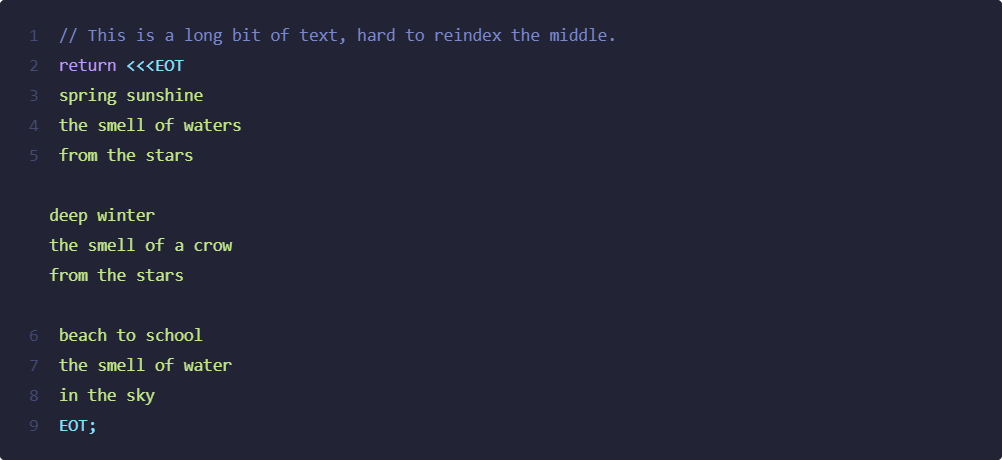 1 // This is a long bit of text, hard to reindex the middle.
2 return <<<EOT
3 spring sunshine
4 the smell of waters
5 from the stars

deep winter
the smell of a crow
from the stars

6 beach to school
7 the smell of water
8 in the sky
9 EOT;